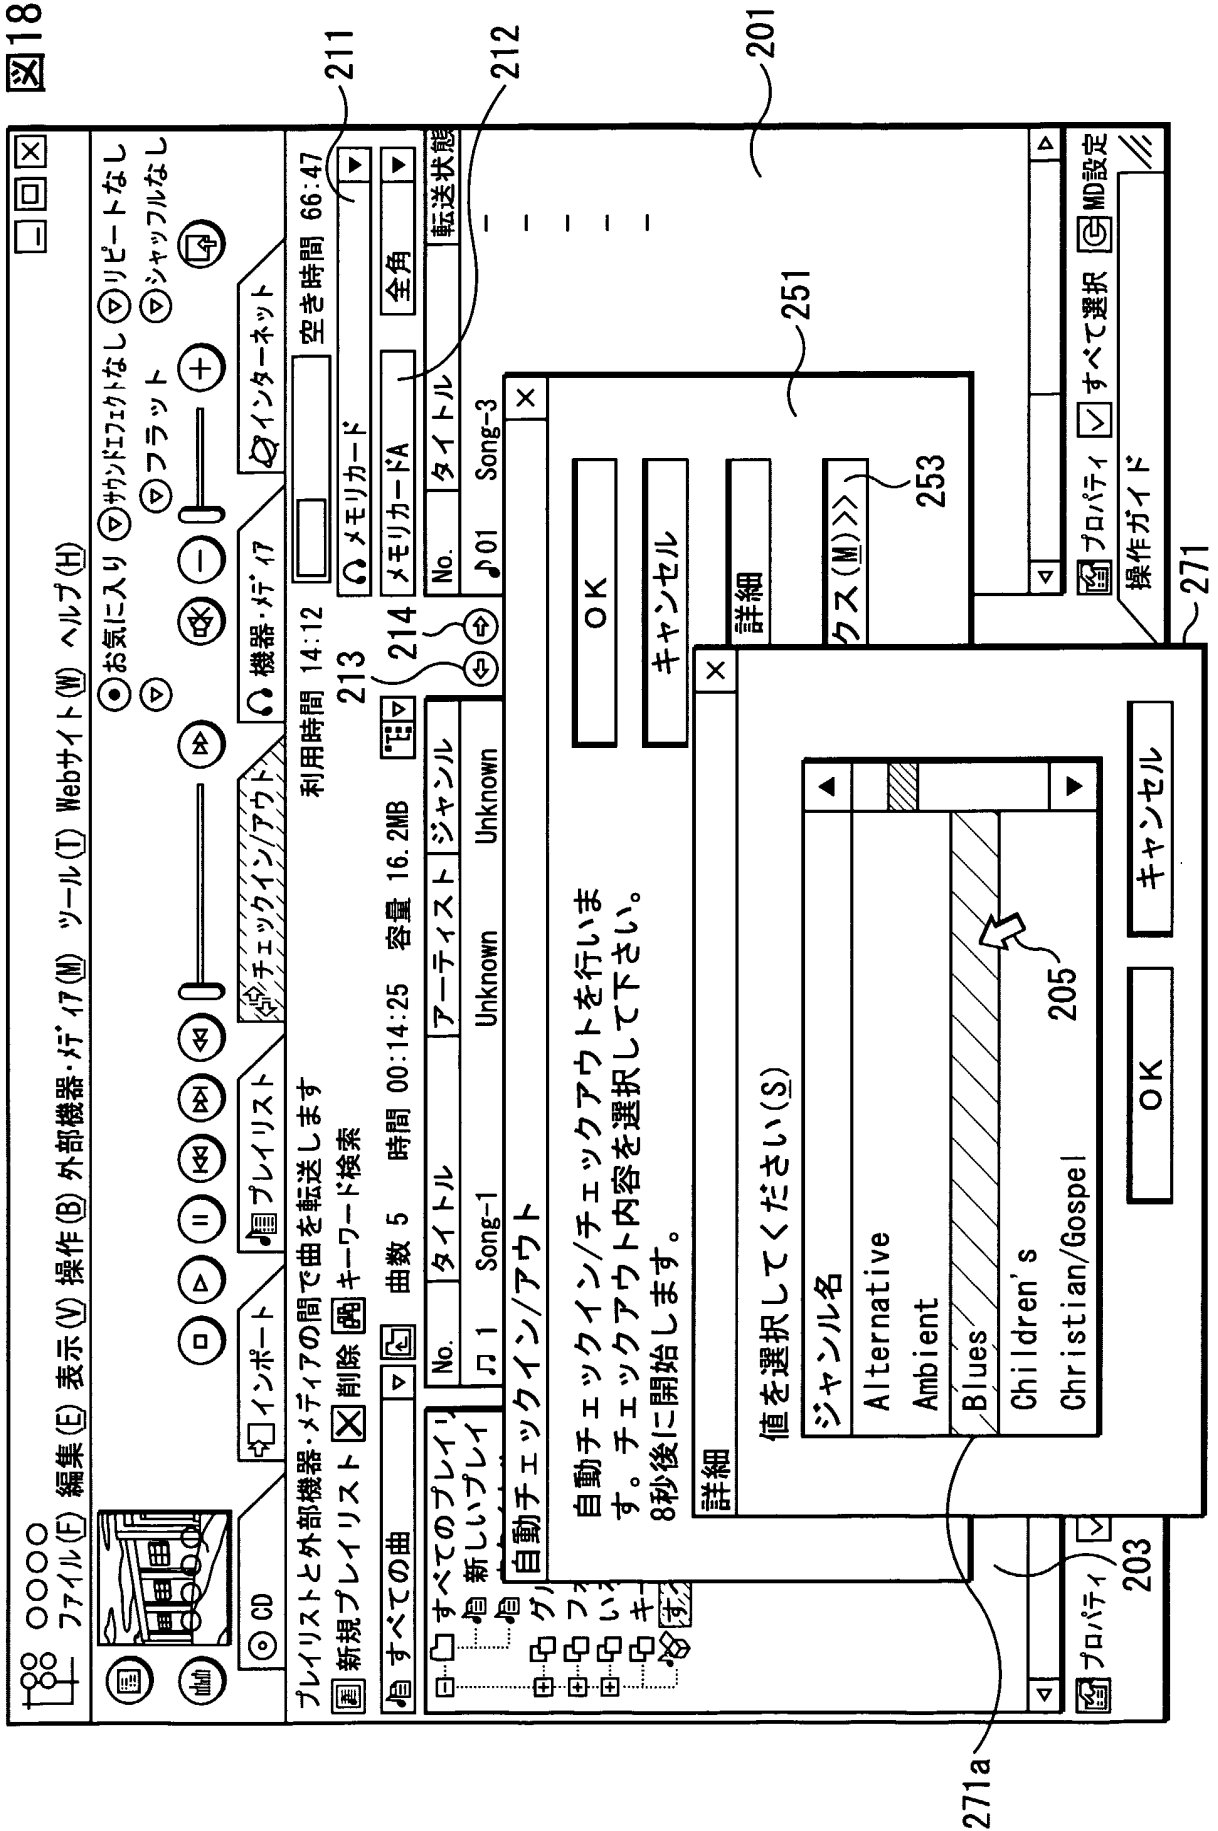 図18
○○○○
ファイル(F) 編集(E) 表示(V) 操作(B) 外部機器・メディア(M) ツール(T) Webサイト(W) ヘルプ(H)
お気に入り サウンドエフェクトなし リピートなし
フラット シャッフルなし
CD インポート プレイリスト チェックイン/アウト 機器・メディア インターネット
プレイリストと外部機器・メディアの間で曲を転送します
利用時間 14:12 空き時間 66:47
新規プレイリスト 削除 キーワード検索
メモリカード
211
213
すべての曲
曲数 5 時間 00:14:25 容量 16.2MB
メモリカードA 全角
214
212
No. タイトル アーティスト ジャンル
No. タイトル 転送状態
すべてのプレイリ
新しいプレイ
1 Song-1 Unknown Unknown
01 Song-3 –
–
–
–
–
グル
フォ
いろ
キー
す
自動チェックイン/アウト
自動チェックイン/チェックアウトを行いま
す。チェックアウト内容を選択して下さい。
8秒後に開始します。
OK
キャンセル
詳細
クス(M)>>
201
251
253
詳細
値を選択してください(S)
ジャンル名
Alternative
Ambient
Blues
Children's
Christian/Gospel
OK キャンセル
205
271
271a
203
プロパティ
プロパティ すべて選択 MD設定
操作ガイド